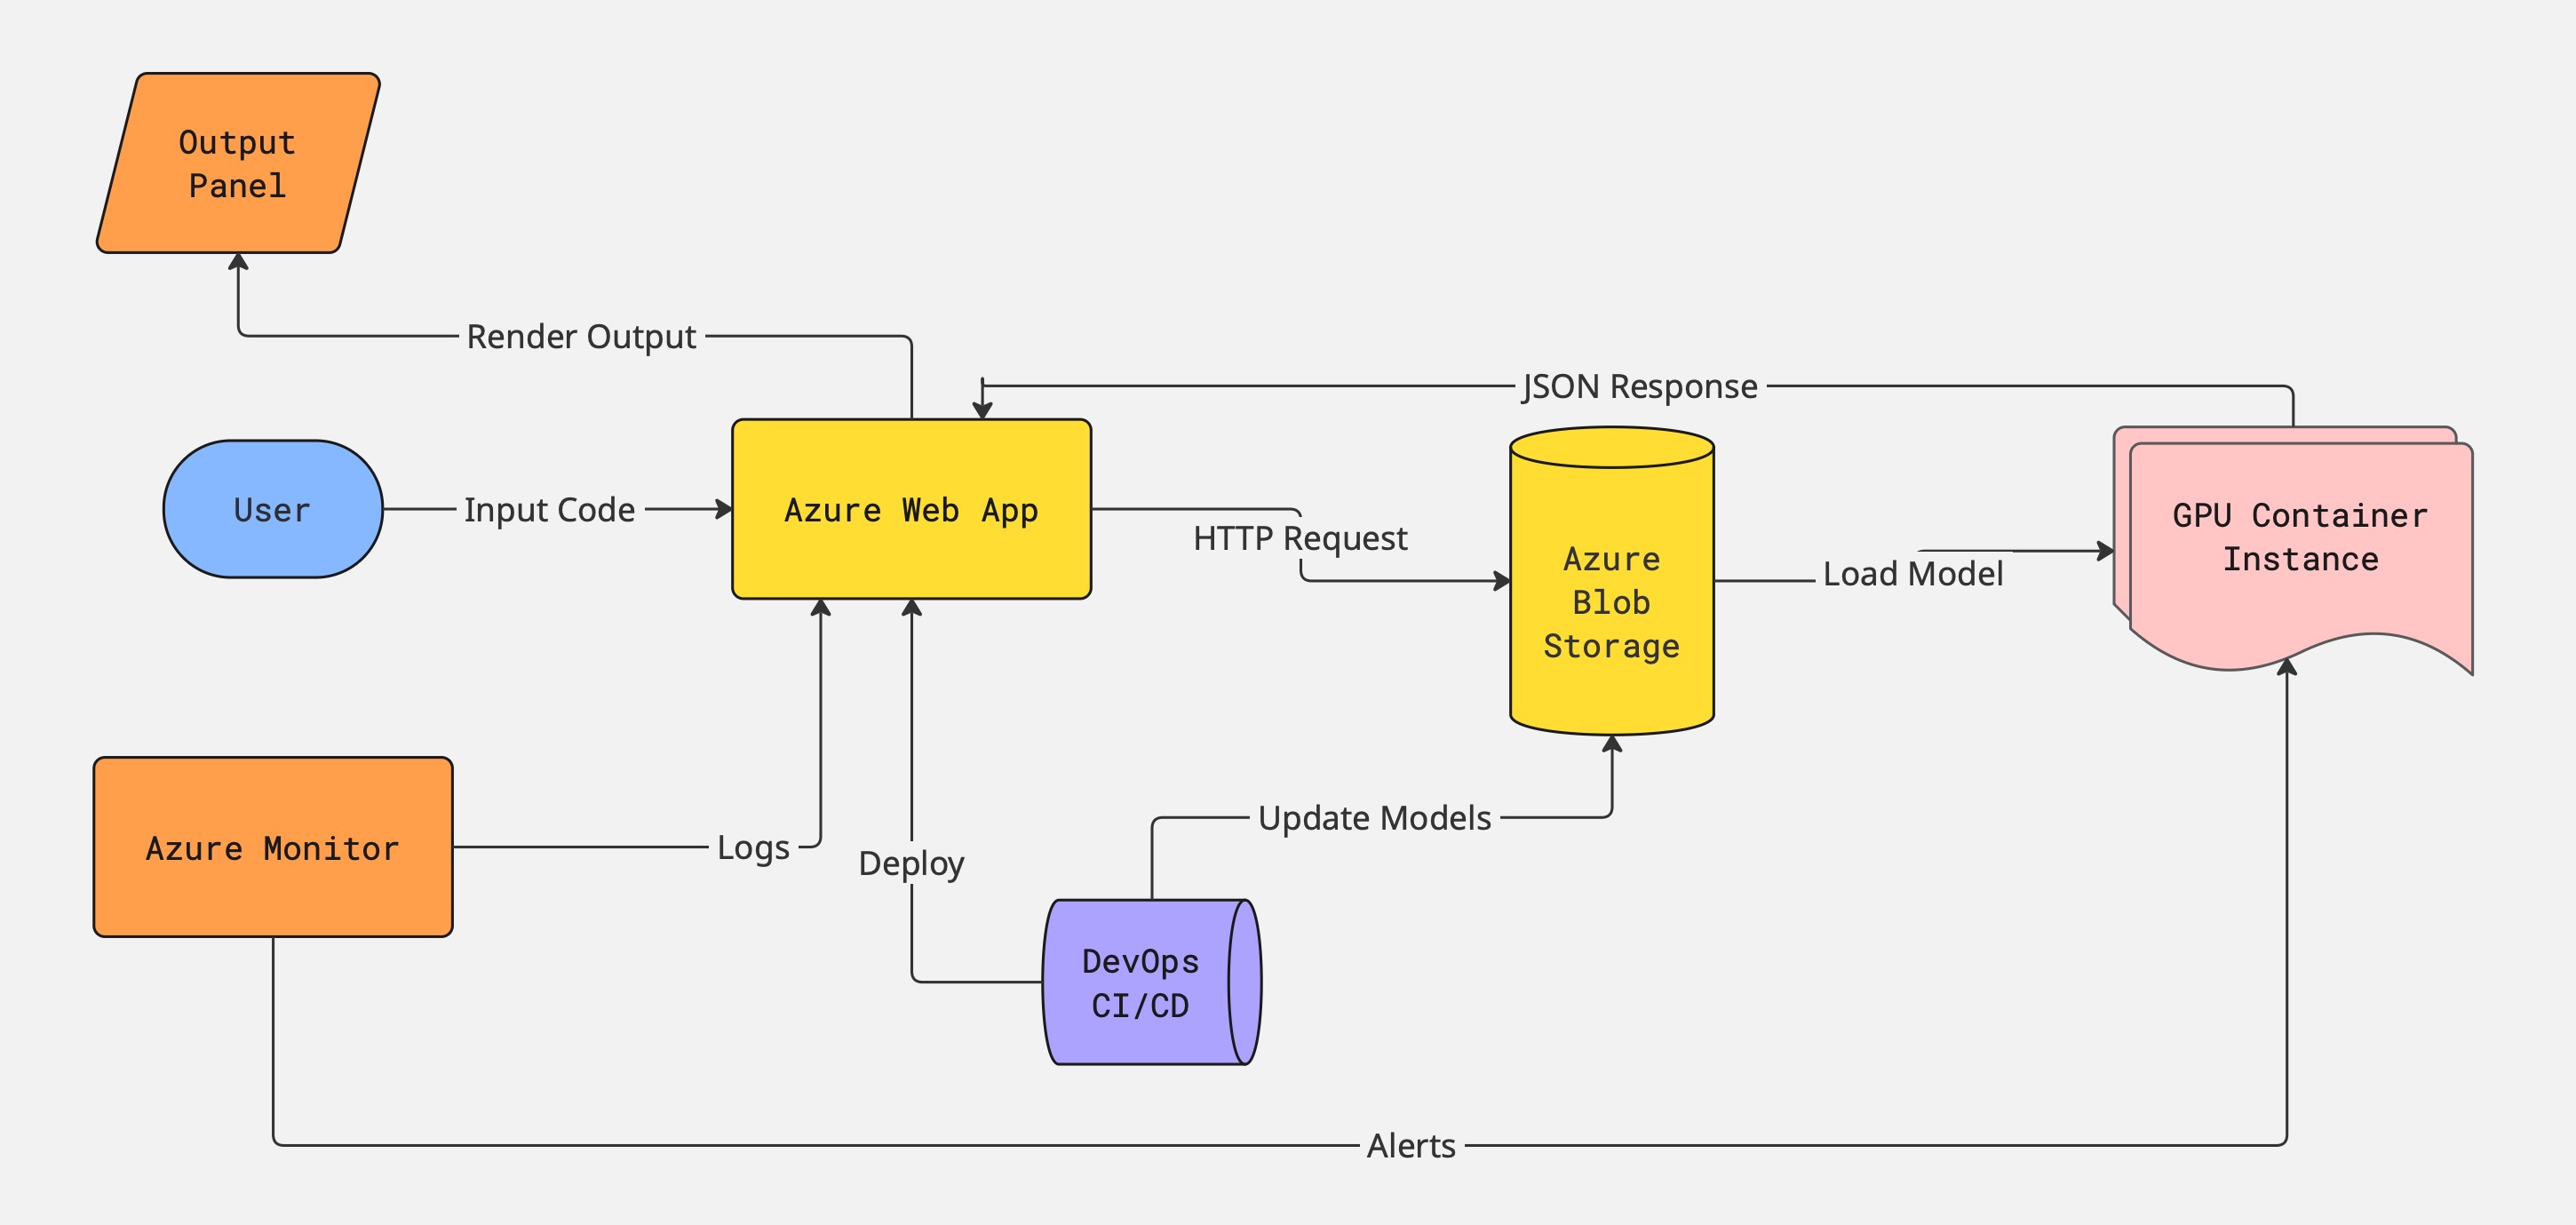 Output
Panel
Render Output
JSON Response
User
Input Code
Azure Web App
HTTP Request
Azure
Blob
Storage
Load Model
GPU Container
Instance
Azure Monitor
Logs
Deploy
Update Models
DevOps
CI/CD
Alerts